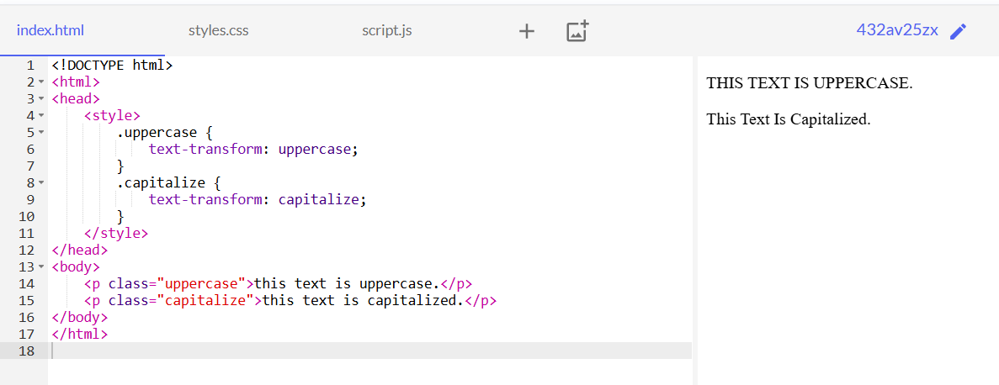 index.html styles.css script.js + 432av25zx
1 <!DOCTYPE html>
2 <html>
3 <head>
4     <style>
5         .uppercase {
6             text-transform: uppercase;
7         }
8         .capitalize {
9             text-transform: capitalize;
10         }
11     </style>
12 </head>
13 <body>
14     <p class="uppercase">this text is uppercase.</p>
15     <p class="capitalize">this text is capitalized.</p>
16 </body>
17 </html>
18
THIS TEXT IS UPPERCASE.
This Text Is Capitalized.